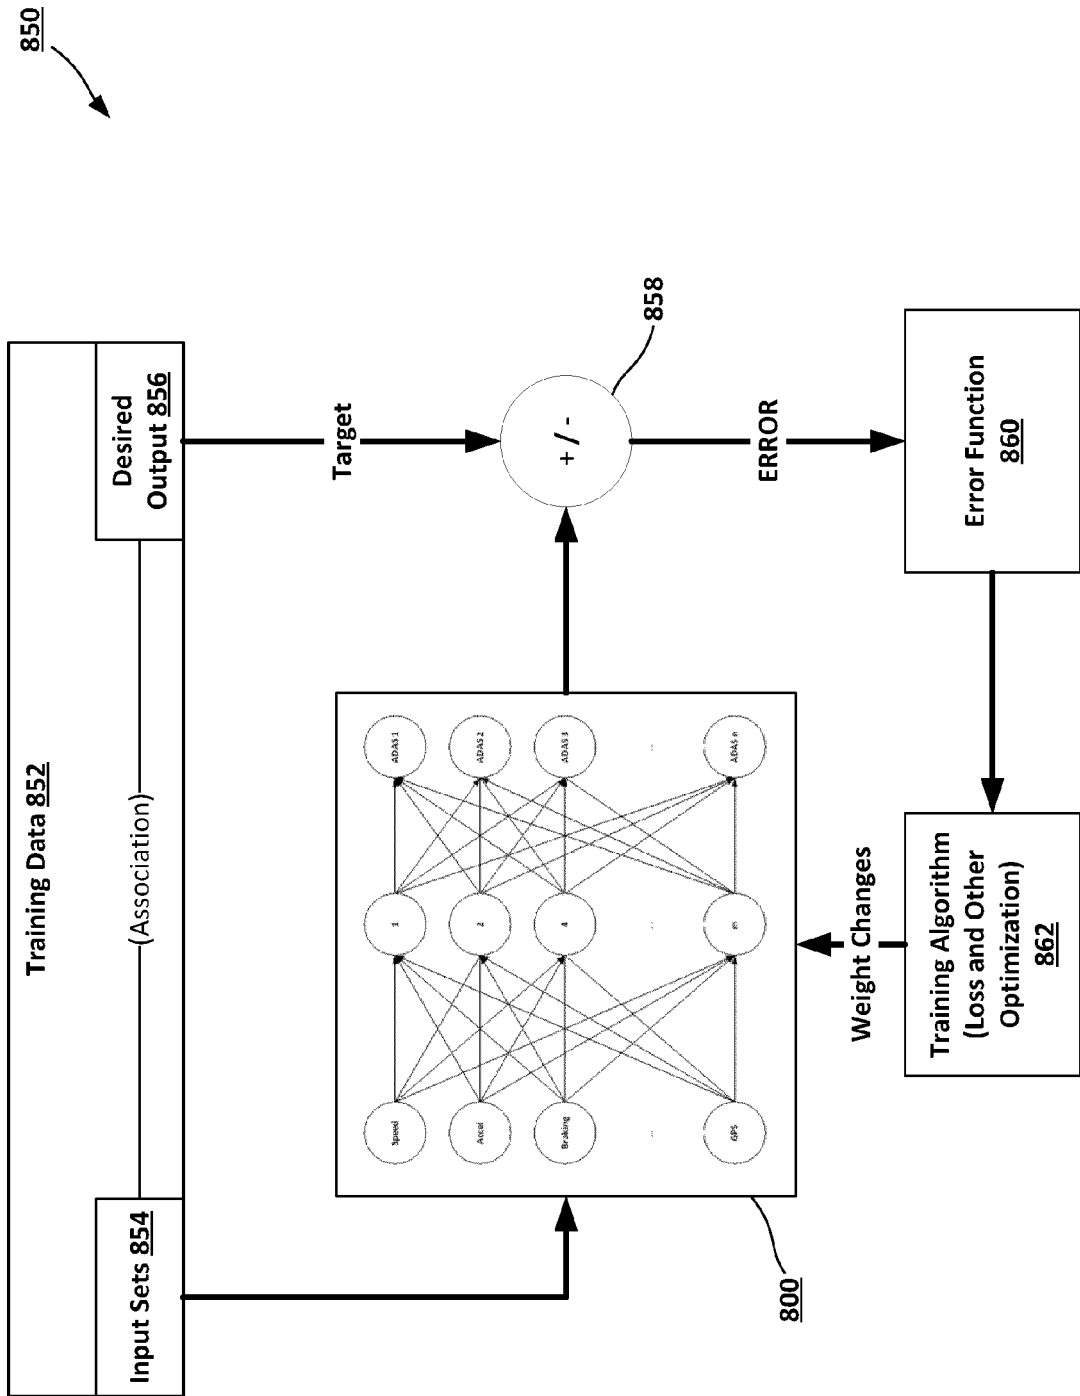 850
Training Data 852
Input Sets 854
(Association)
Desired
Output 856
Target
+ / -
858
ERROR
Error Function
860
Training Algorithm
(Loss and Other
Optimization)
862
Weight Changes
800
Speed
Accel
Braking
...
GPS
1
2
4
...
m
ADAS 1
ADAS 2
ADAS 3
...
ADAS n